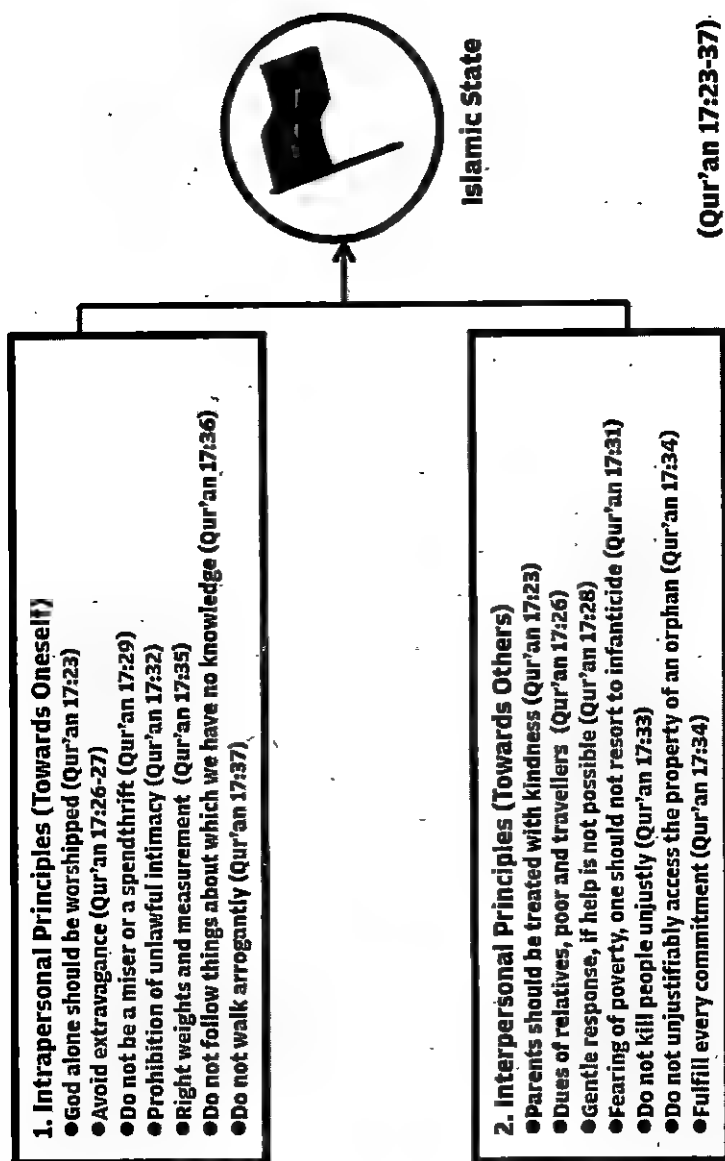 1. Intrapersonal Principles (Towards Oneself)
●God alone should be worshipped (Qur'an 17:23)
●Avoid extravagance (Qur'an 17:26-27)
●Do not be a miser or a spendthrift (Qur'an 17:29)
●Prohibition of unlawful intimacy (Qur'an 17:32)
●Right weights and measurement (Qur'an 17:35)
●Do not follow things about which we have no knowledge (Qur'an 17:36)
●Do not walk arrogantly (Qur'an 17:37)
2. Interpersonal Principles (Towards Others)
●Parents should be treated with kindness (Qur'an 17:23)
●Dues of relatives, poor and travellers (Qur'an 17:26)
●Gentle response, if help is not possible (Qur'an 17:28)
●Fearing of poverty, one should not resort to infanticide (Qur'an 17:31)
●Do not kill people unjustly (Qur'an 17:33)
●Do not unjustifiably access the property of an orphan (Qur'an 17:34)
●Fulfill every commitment (Qur'an 17:34)
Islamic State
(Qur'an 17:23-37)